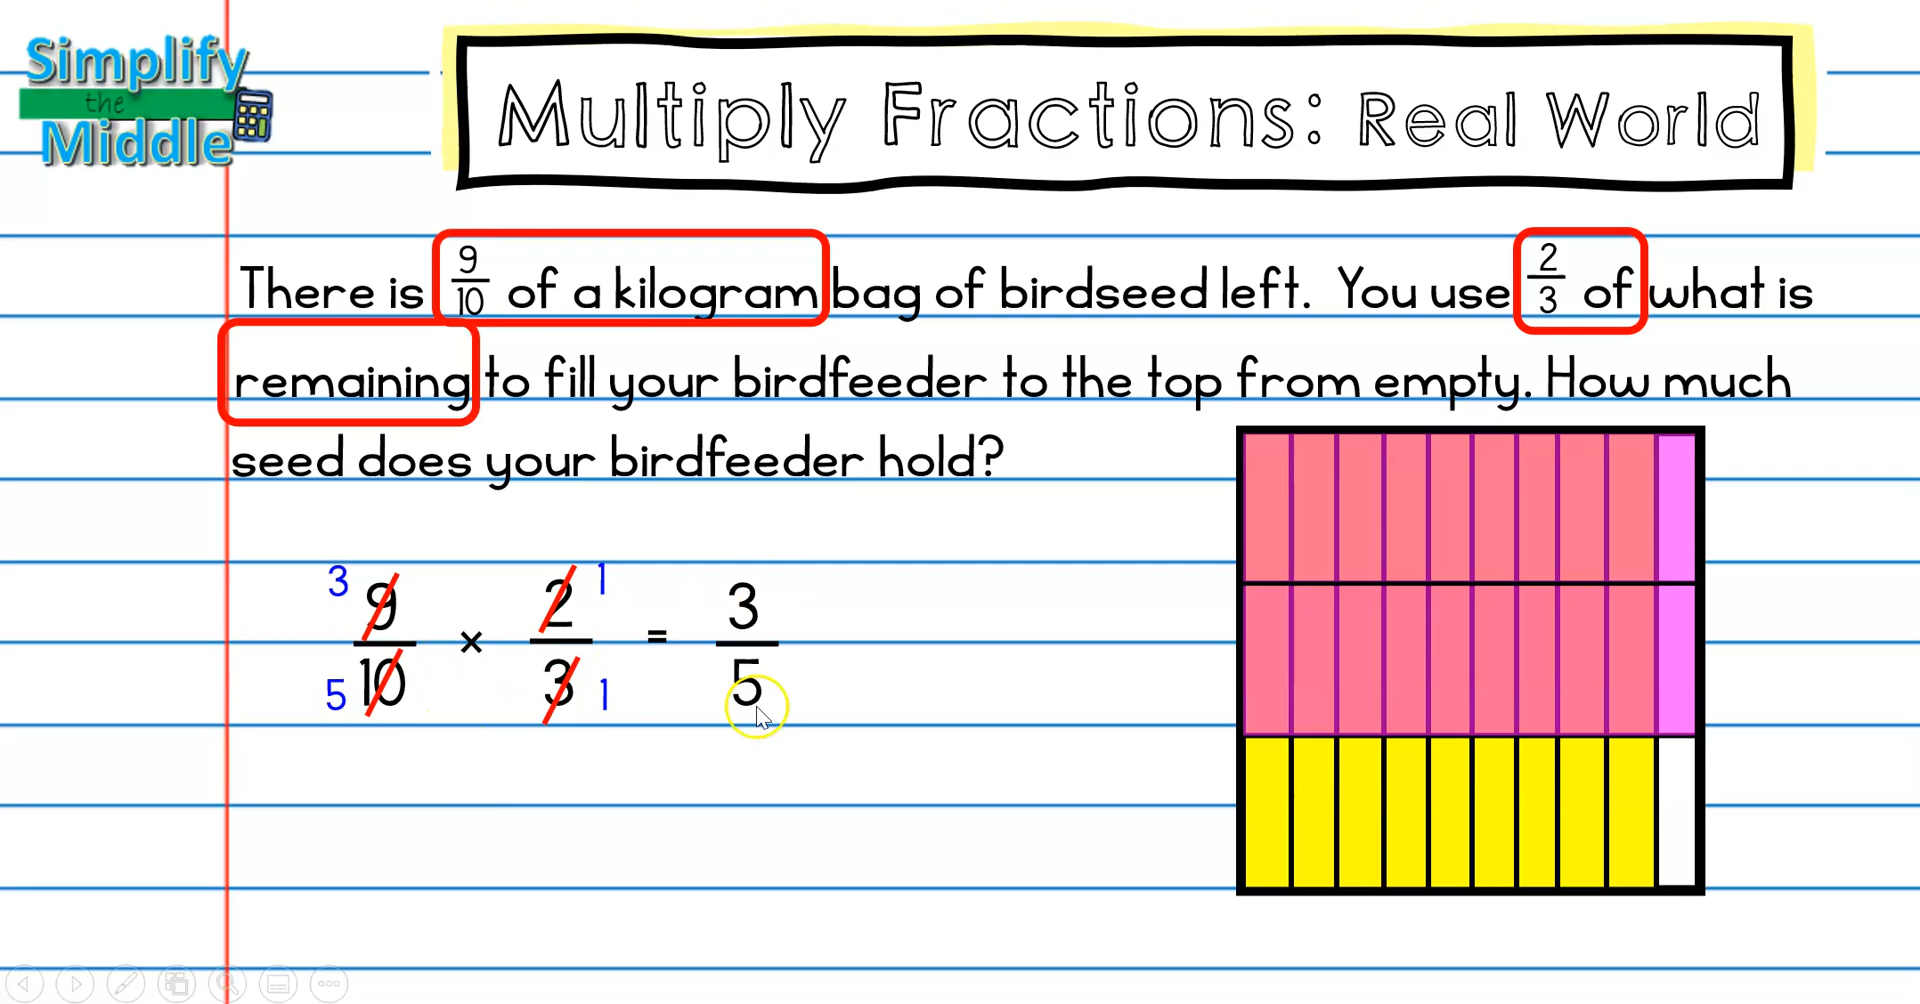 Simplify
the
Middle
Multiply Fractions: Real World
There is 9/10 of a kilogram bag of birdseed left. You use 2/3 of what is
remaining to fill your birdfeeder to the top from empty. How much
seed does your birdfeeder hold?
3 9 2 1 3
× =
5 10 3 1 5